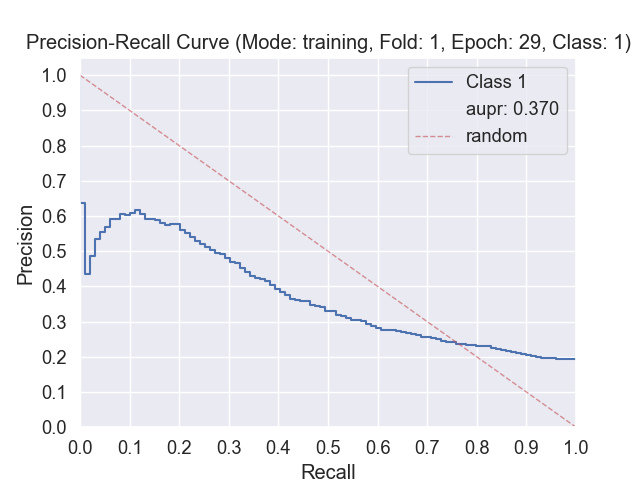 Precision-Recall Curve (Mode: training, Fold: 1, Epoch: 29, Class: 1)
Class 1
aupr: 0.370
random
Precision
1.0
0.9
0.8
0.7
0.6
0.5
0.4
0.3
0.2
0.1
0.0
0.0 0.1 0.2 0.3 0.4 0.5 0.6 0.7 0.8 0.9 1.0
Recall